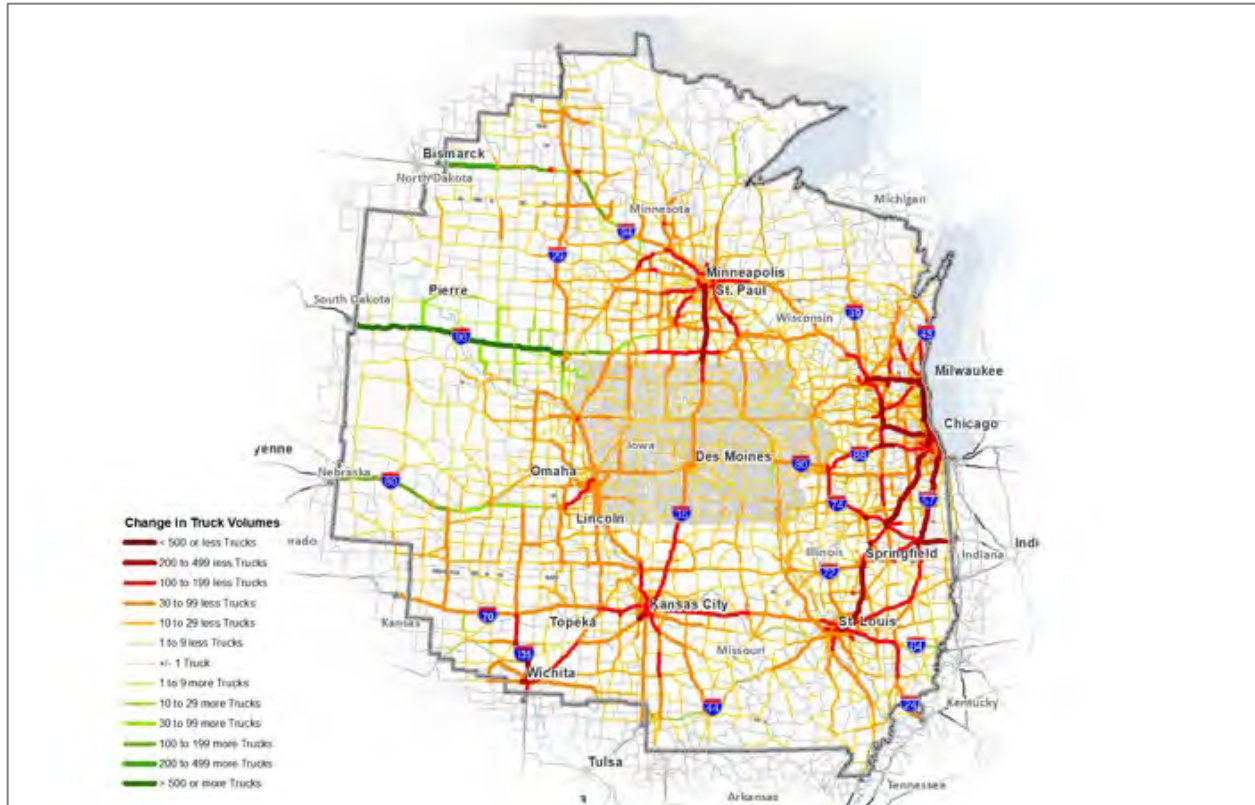 Bismarck
North Dakota
Michigan
Minnesota
94
29
Minneapolis
St. Paul
Pierre
South Dakota
Wisconsin
39
43
90
Milwaukee
Chicago
yenne
Iowa
Des Moines
88
80
Omaha
Nebraska
80
74
57
Lincoln
35
Illinois
Springfield
Indiana
Indi
72
Kansas City
70
Topeka
St. Louis
Kansas
Missouri
64
135
Wichita
44
24
Kentucky
Tulsa
Tennessee
Arkansas
orado
Change in Truck Volumes
< 500 or less Trucks
200 to 499 less Trucks
100 to 199 less Trucks
30 to 99 less Trucks
10 to 29 less Trucks
1 to 9 less Trucks
+/- 1 Truck
1 to 9 more Trucks
10 to 29 more Trucks
30 to 99 more Trucks
100 to 199 more Trucks
200 to 499 more Trucks
> 500 or more Trucks